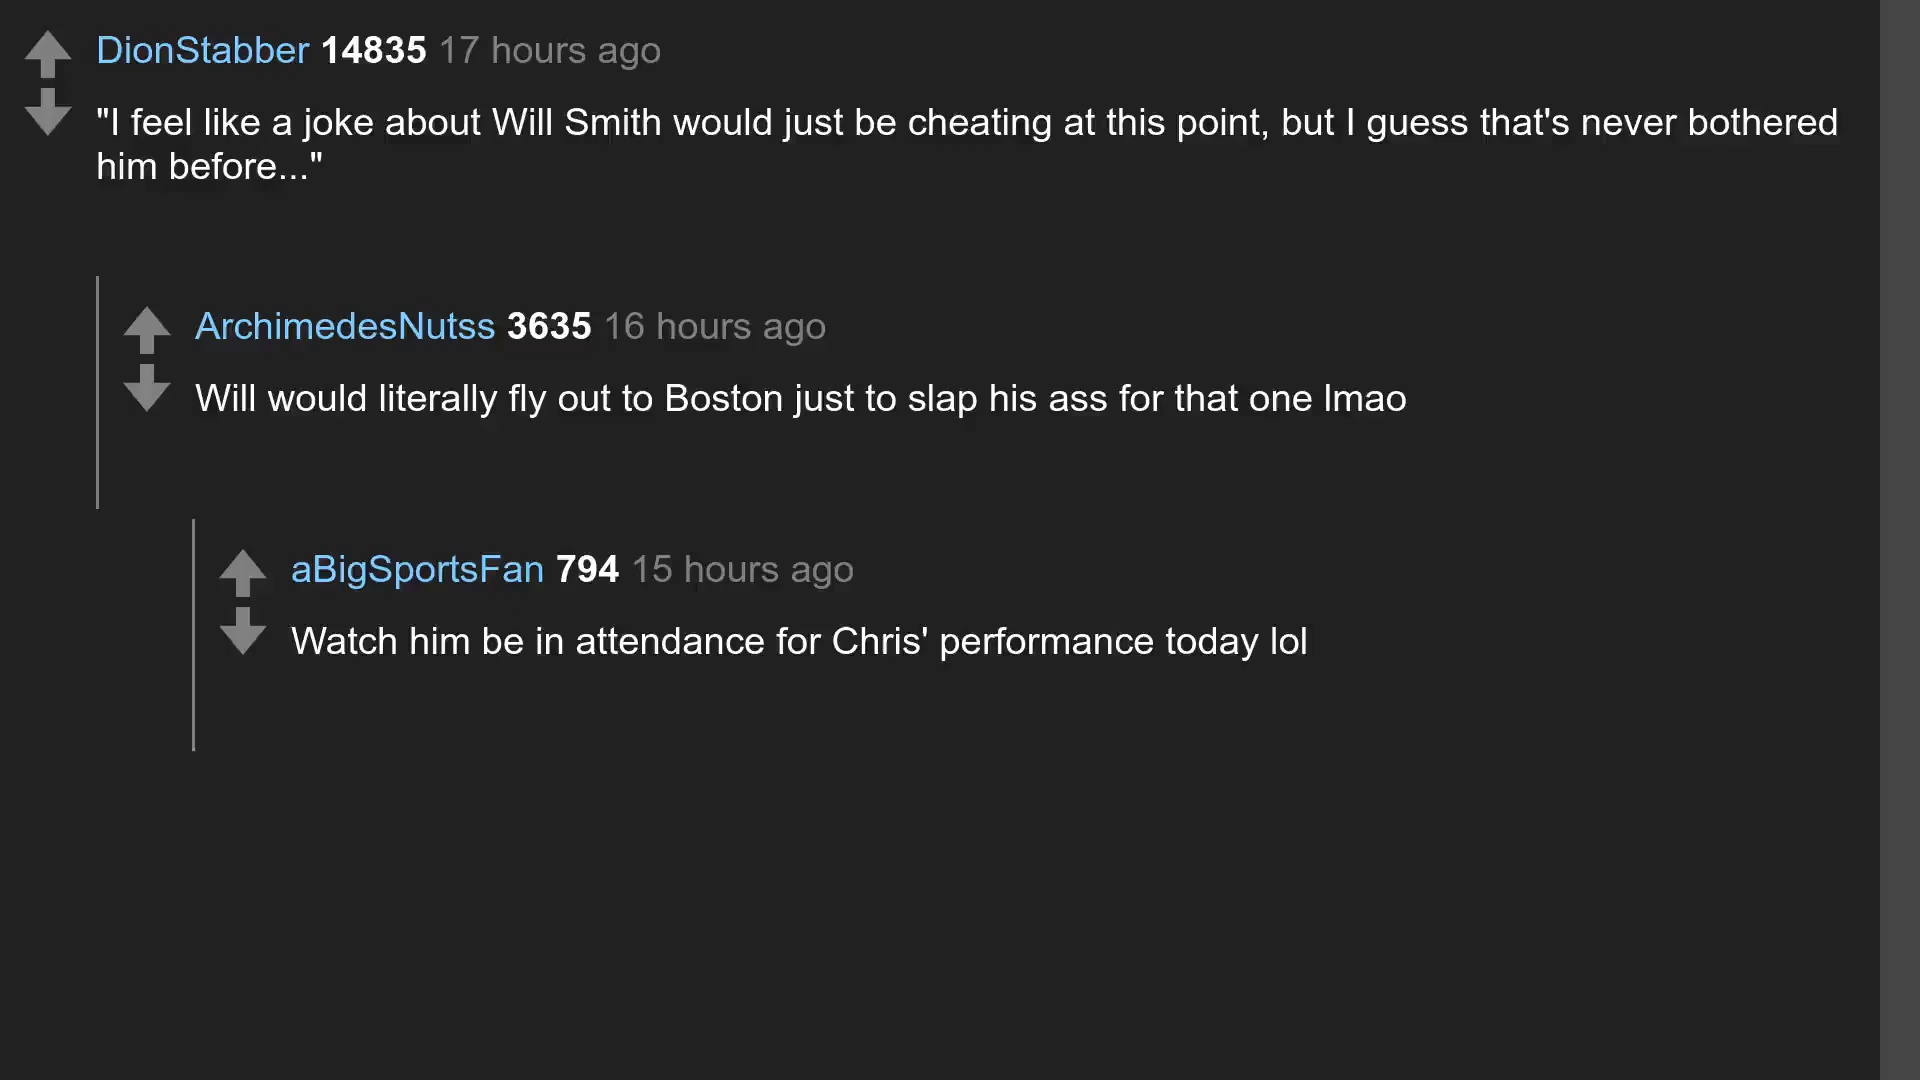 DionStabber 14835 17 hours ago
"I feel like a joke about Will Smith would just be cheating at this point, but I guess that's never bothered
him before..."
ArchimedesNutss 3635 16 hours ago
Will would literally fly out to Boston just to slap his ass for that one lmao
aBigSportsFan 794 15 hours ago
Watch him be in attendance for Chris' performance today lol